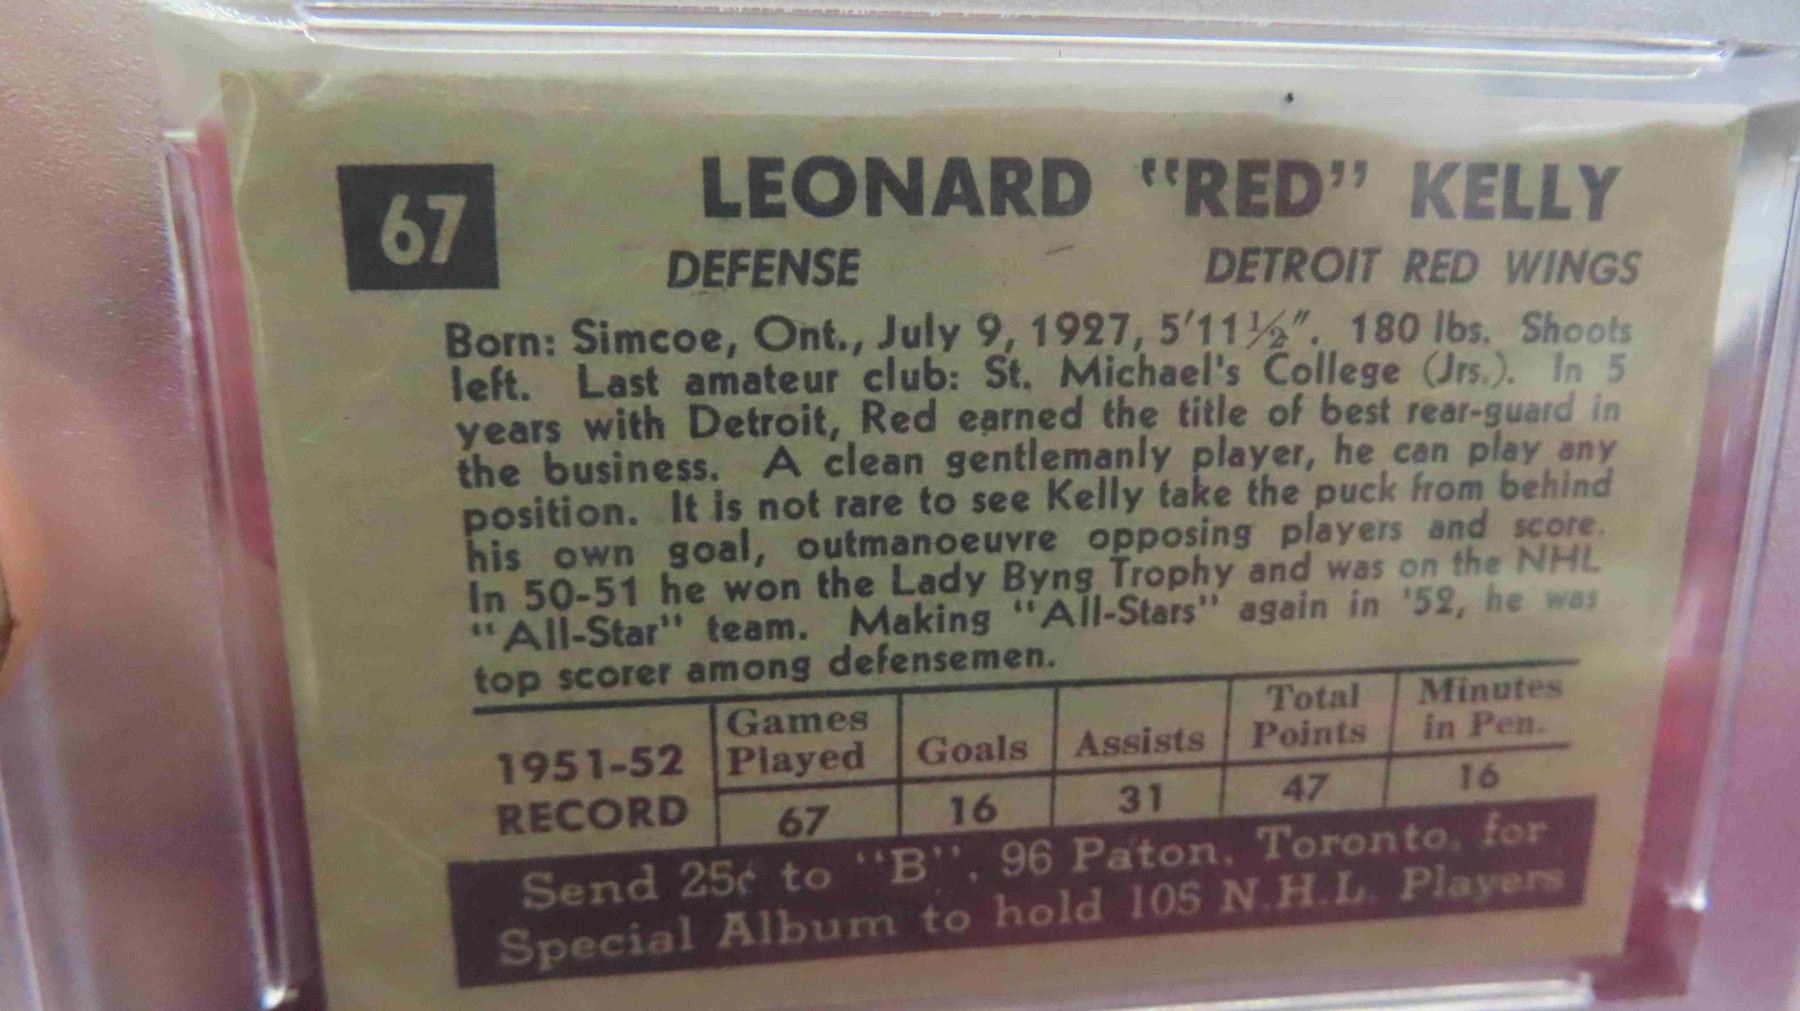 67
LEONARD "RED" KELLY
DEFENSE DETROIT RED WINGS
Born: Simcoe, Ont., July 9, 1927, 5'11½". 180 lbs. Shoots
left. Last amateur club: St. Michael's College (Jrs.). In 5
years with Detroit, Red earned the title of best rear-guard in
the business. A clean gentlemanly player, he can play any
position. It is not rare to see Kelly take the puck from behind
his own goal, outmanoeuvre opposing players and score.
In 50-51 he won the Lady Byng Trophy and was on the NHL
"All-Star" team. Making "All-Stars" again in '52, he was
top scorer among defensemen.
1951-52 RECORD
Games Played Goals Assists Total Points Minutes in Pen.
67 16 31 47 16
Send 25¢ to "B", 96 Paton, Toronto, for
Special Album to hold 105 N.H.L. Players